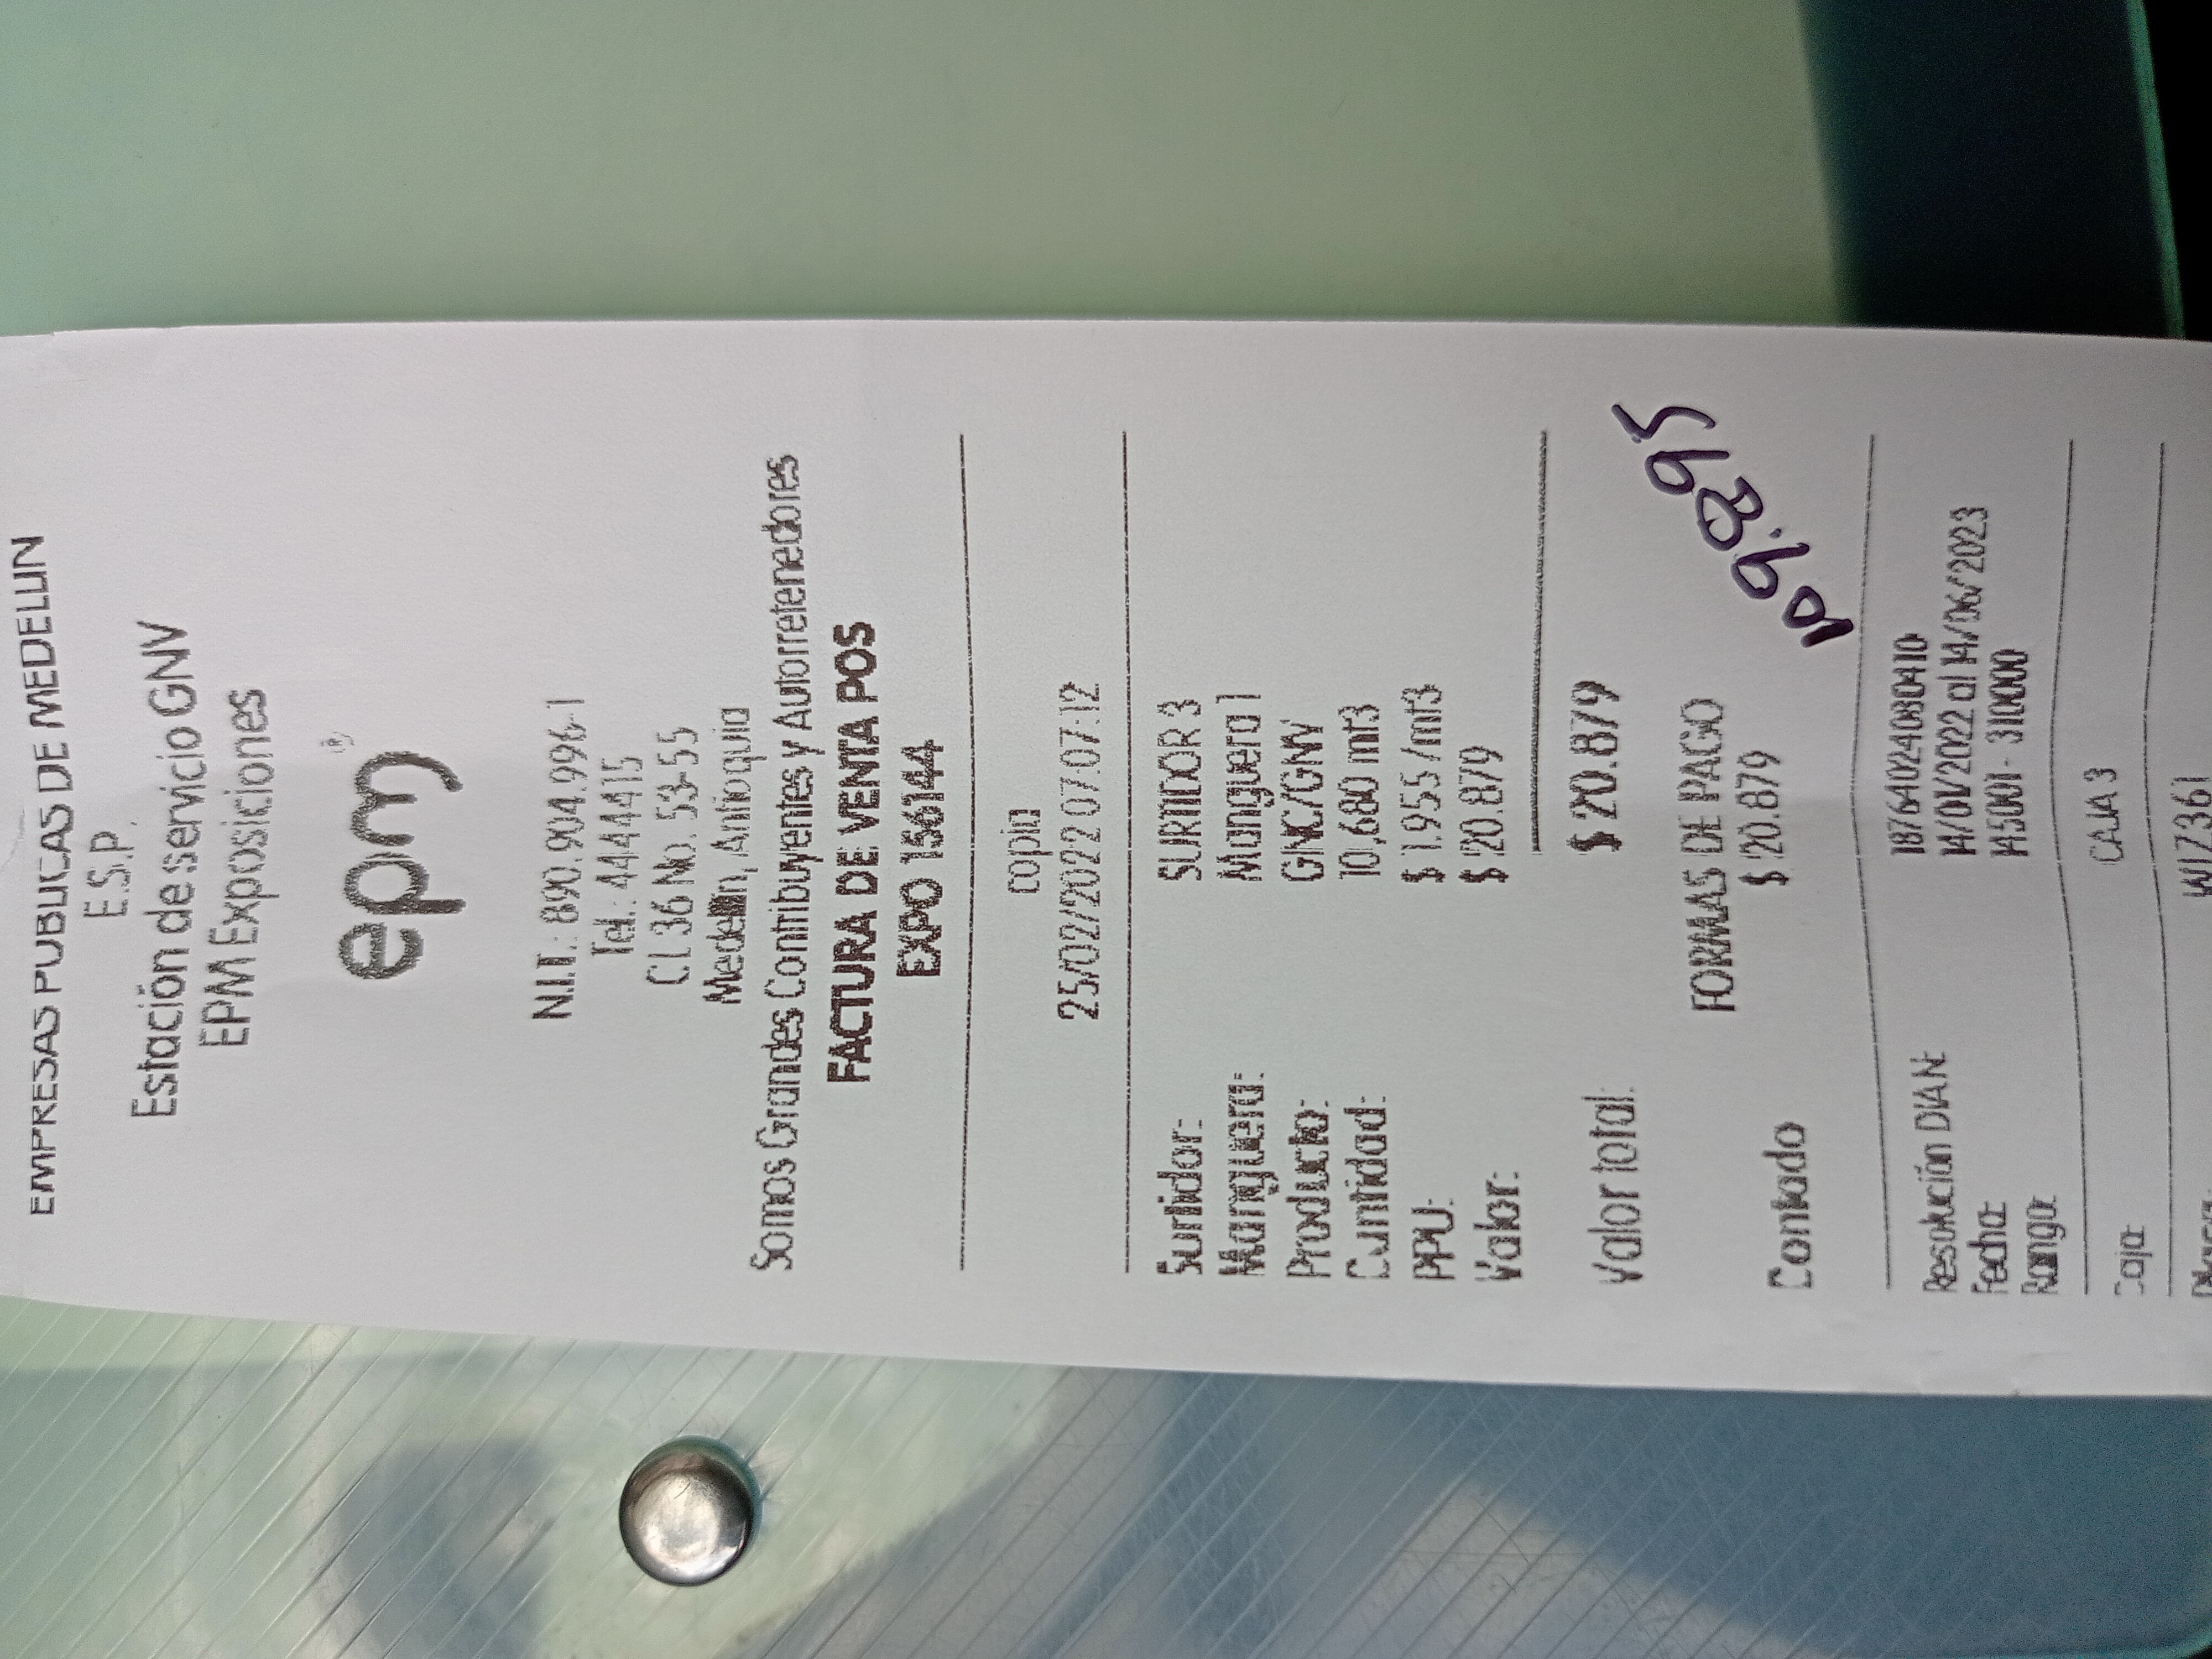 EMPRESAS PUBLICAS DE MEDELLIN
E.S.P.
Estación de servicio GNV
EPM Exposiciones
epm®
N.I.T.: 890.904.996-1
Tel.: 4444415
CL 36 No. 53-55
Medellín, Antioquia
Somos Grandes Contribuyentes y Autorretenedores
FACTURA DE VENTA POS
EXPO 156144
copia
25/02/2022 07:07:12
Surtidor: SURTIDOR 3
Manguera: Manguera 1
Producto: GNC/GNV
Cantidad: 10,680 mt3
PPU: $ 1.955 /mt3
Valor: $ 20.879
Valor total: $ 20.879
FORMAS DE PAGO
Contado $ 20.879
Resolución DIAN: 18764024080410
Fecha: 14/01/2022 al 14/06/2023
Rango: 145001 - 310000
Caja: CAJA 3
Placa: WLZ361